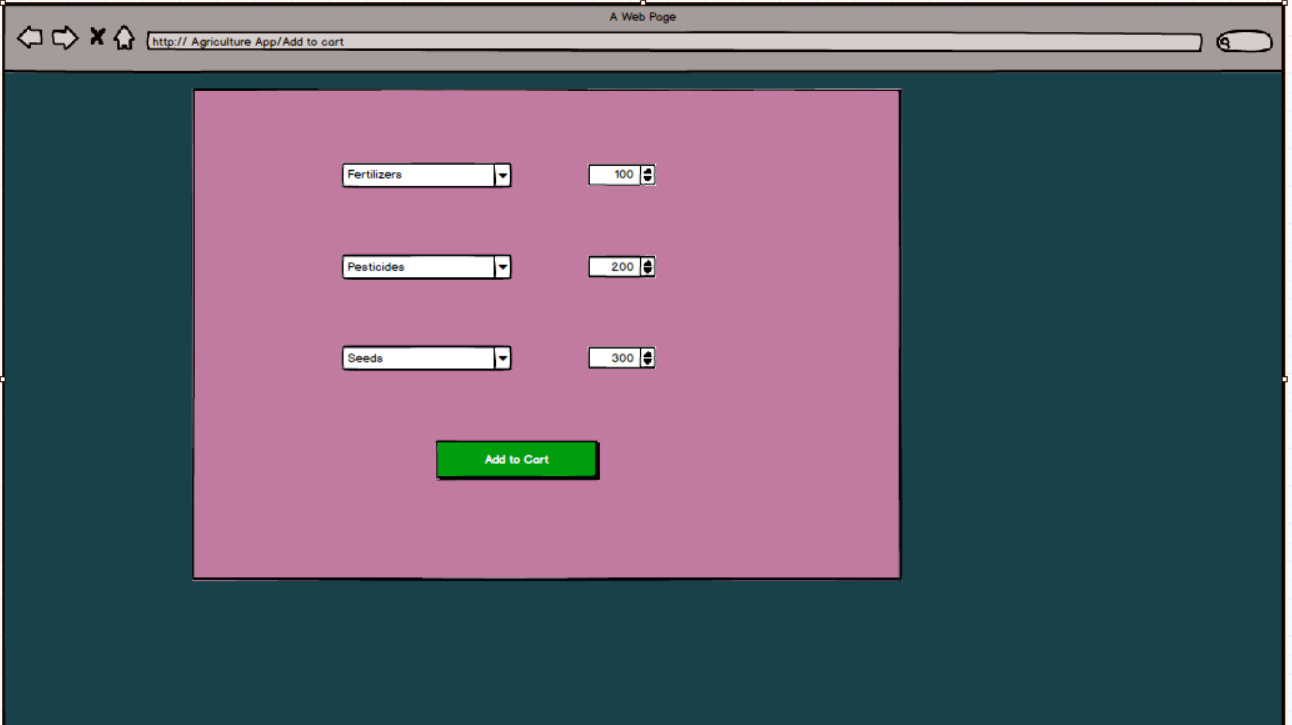 A Web Page
http:// Agriculture App/Add to cart
Fertilizers 100
Pesticides 200
Seeds 300
Add to Cart